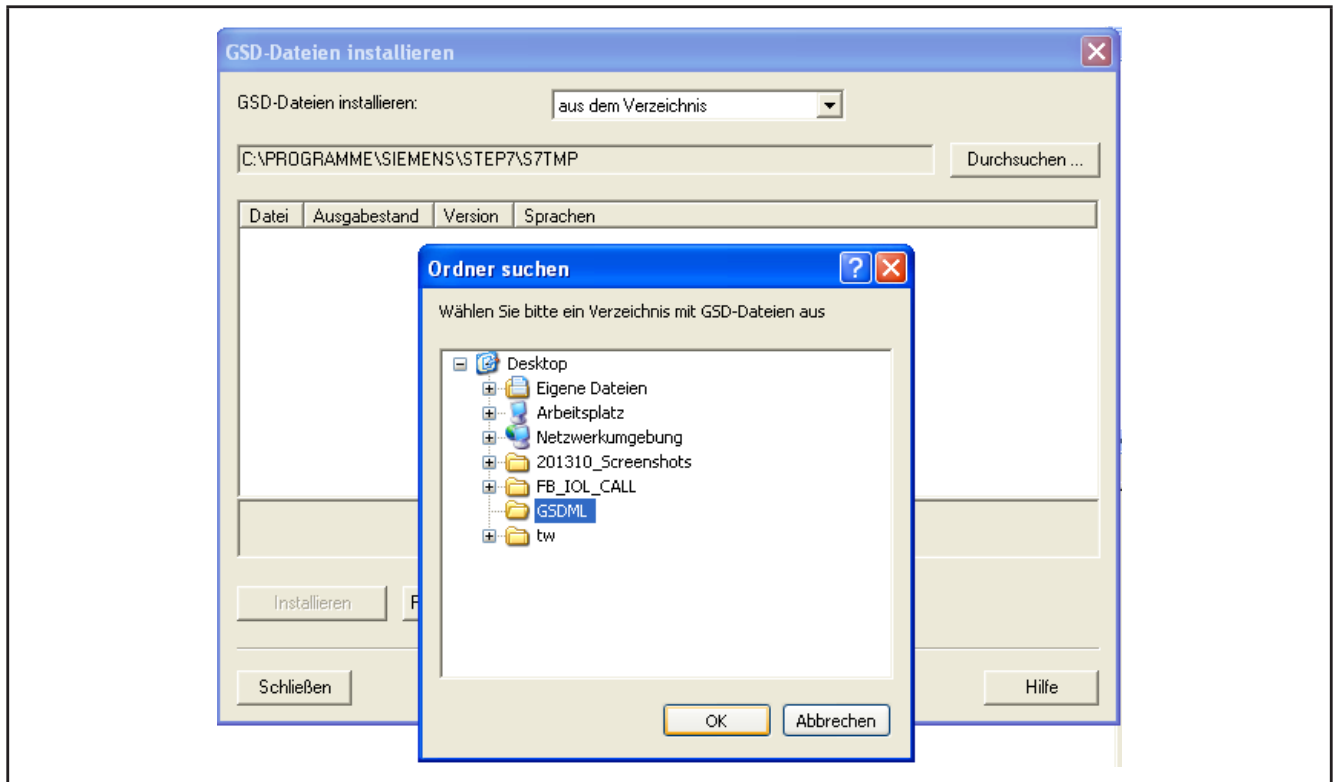 GSD-Dateien installieren
GSD-Dateien installieren:
aus dem Verzeichnis
C:\PROGRAMME\SIEMENS\STEP7\S7TMP
Durchsuchen ...
Datei Ausgabestand Version Sprachen
Ordner suchen
Wählen Sie bitte ein Verzeichnis mit GSD-Dateien aus
Desktop
Eigene Dateien
Arbeitsplatz
Netzwerkumgebung
201310_Screenshots
FB_IOL_CALL
GSDML
tw
OK
Abbrechen
Installieren
Schließen
Hilfe